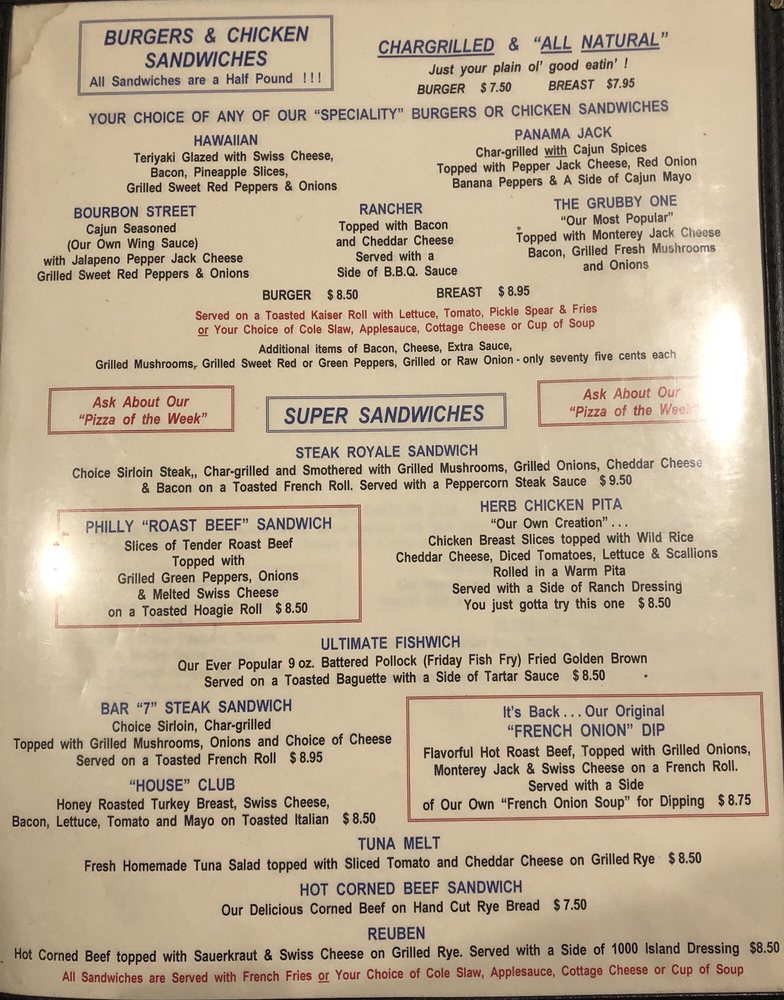 BURGERS & CHICKEN
SANDWICHES
All Sandwiches are a Half Pound !!!
CHARGRILLED & “ALL NATURAL”
Just your plain ol’ good eatin’ !
BURGER $7.50 BREAST $7.95
YOUR CHOICE OF ANY OF OUR “SPECIALITY” BURGERS OR CHICKEN SANDWICHES
HAWAIIAN
Teriyaki Glazed with Swiss Cheese,
Bacon, Pineapple Slices,
Grilled Sweet Red Peppers & Onions
PANAMA JACK
Char-grilled with Cajun Spices
Topped with Pepper Jack Cheese, Red Onion
Banana Peppers & A Side of Cajun Mayo
BOURBON STREET
Cajun Seasoned
(Our Own Wing Sauce)
with Jalapeno Pepper Jack Cheese
Grilled Sweet Red Peppers & Onions
RANCHER
Topped with Bacon
and Cheddar Cheese
Served with a
Side of B.B.Q. Sauce
THE GRUBBY ONE
“Our Most Popular”
Topped with Monterey Jack Cheese
Bacon, Grilled Fresh Mushrooms
and Onions
BURGER $8.50 BREAST $8.95
Served on a Toasted Kaiser Roll with Lettuce, Tomato, Pickle Spear & Fries
or Your Choice of Cole Slaw, Applesauce, Cottage Cheese or Cup of Soup
Additional items of Bacon, Cheese, Extra Sauce,
Grilled Mushrooms, Grilled Sweet Red or Green Peppers, Grilled or Raw Onion - only seventy five cents each
Ask About Our
“Pizza of the Week”
SUPER SANDWICHES
Ask About Our
“Pizza of the Week”
STEAK ROYALE SANDWICH
Choice Sirloin Steak,, Char-grilled and Smothered with Grilled Mushrooms, Grilled Onions, Cheddar Cheese
& Bacon on a Toasted French Roll. Served with a Peppercorn Steak Sauce $9.50
PHILLY “ROAST BEEF” SANDWICH
Slices of Tender Roast Beef
Topped with
Grilled Green Peppers, Onions
& Melted Swiss Cheese
on a Toasted Hoagie Roll $8.50
HERB CHICKEN PITA
“Our Own Creation” . . .
Chicken Breast Slices topped with Wild Rice
Cheddar Cheese, Diced Tomatoes, Lettuce & Scallions
Rolled in a Warm Pita
Served with a Side of Ranch Dressing
You just gotta try this one $8.50
ULTIMATE FISHWICH
Our Ever Popular 9 oz. Battered Pollock (Friday Fish Fry) Fried Golden Brown
Served on a Toasted Baguette with a Side of Tartar Sauce $8.50
BAR “7” STEAK SANDWICH
Choice Sirloin, Char-grilled
Topped with Grilled Mushrooms, Onions and Choice of Cheese
Served on a Toasted French Roll $8.95
“HOUSE” CLUB
Honey Roasted Turkey Breast, Swiss Cheese,
Bacon, Lettuce, Tomato and Mayo on Toasted Italian $8.50
It’s Back . . . Our Original
“FRENCH ONION” DIP
Flavorful Hot Roast Beef, Topped with Grilled Onions,
Monterey Jack & Swiss Cheese on a French Roll.
Served with a Side
of Our Own “French Onion Soup” for Dipping $8.75
TUNA MELT
Fresh Homemade Tuna Salad topped with Sliced Tomato and Cheddar Cheese on Grilled Rye $8.50
HOT CORNED BEEF SANDWICH
Our Delicious Corned Beef on Hand Cut Rye Bread $7.50
REUBEN
Hot Corned Beef topped with Sauerkraut & Swiss Cheese on Grilled Rye. Served with a Side of 1000 Island Dressing $8.50
All Sandwiches are Served with French Fries or Your Choice of Cole Slaw, Applesauce, Cottage Cheese or Cup of Soup